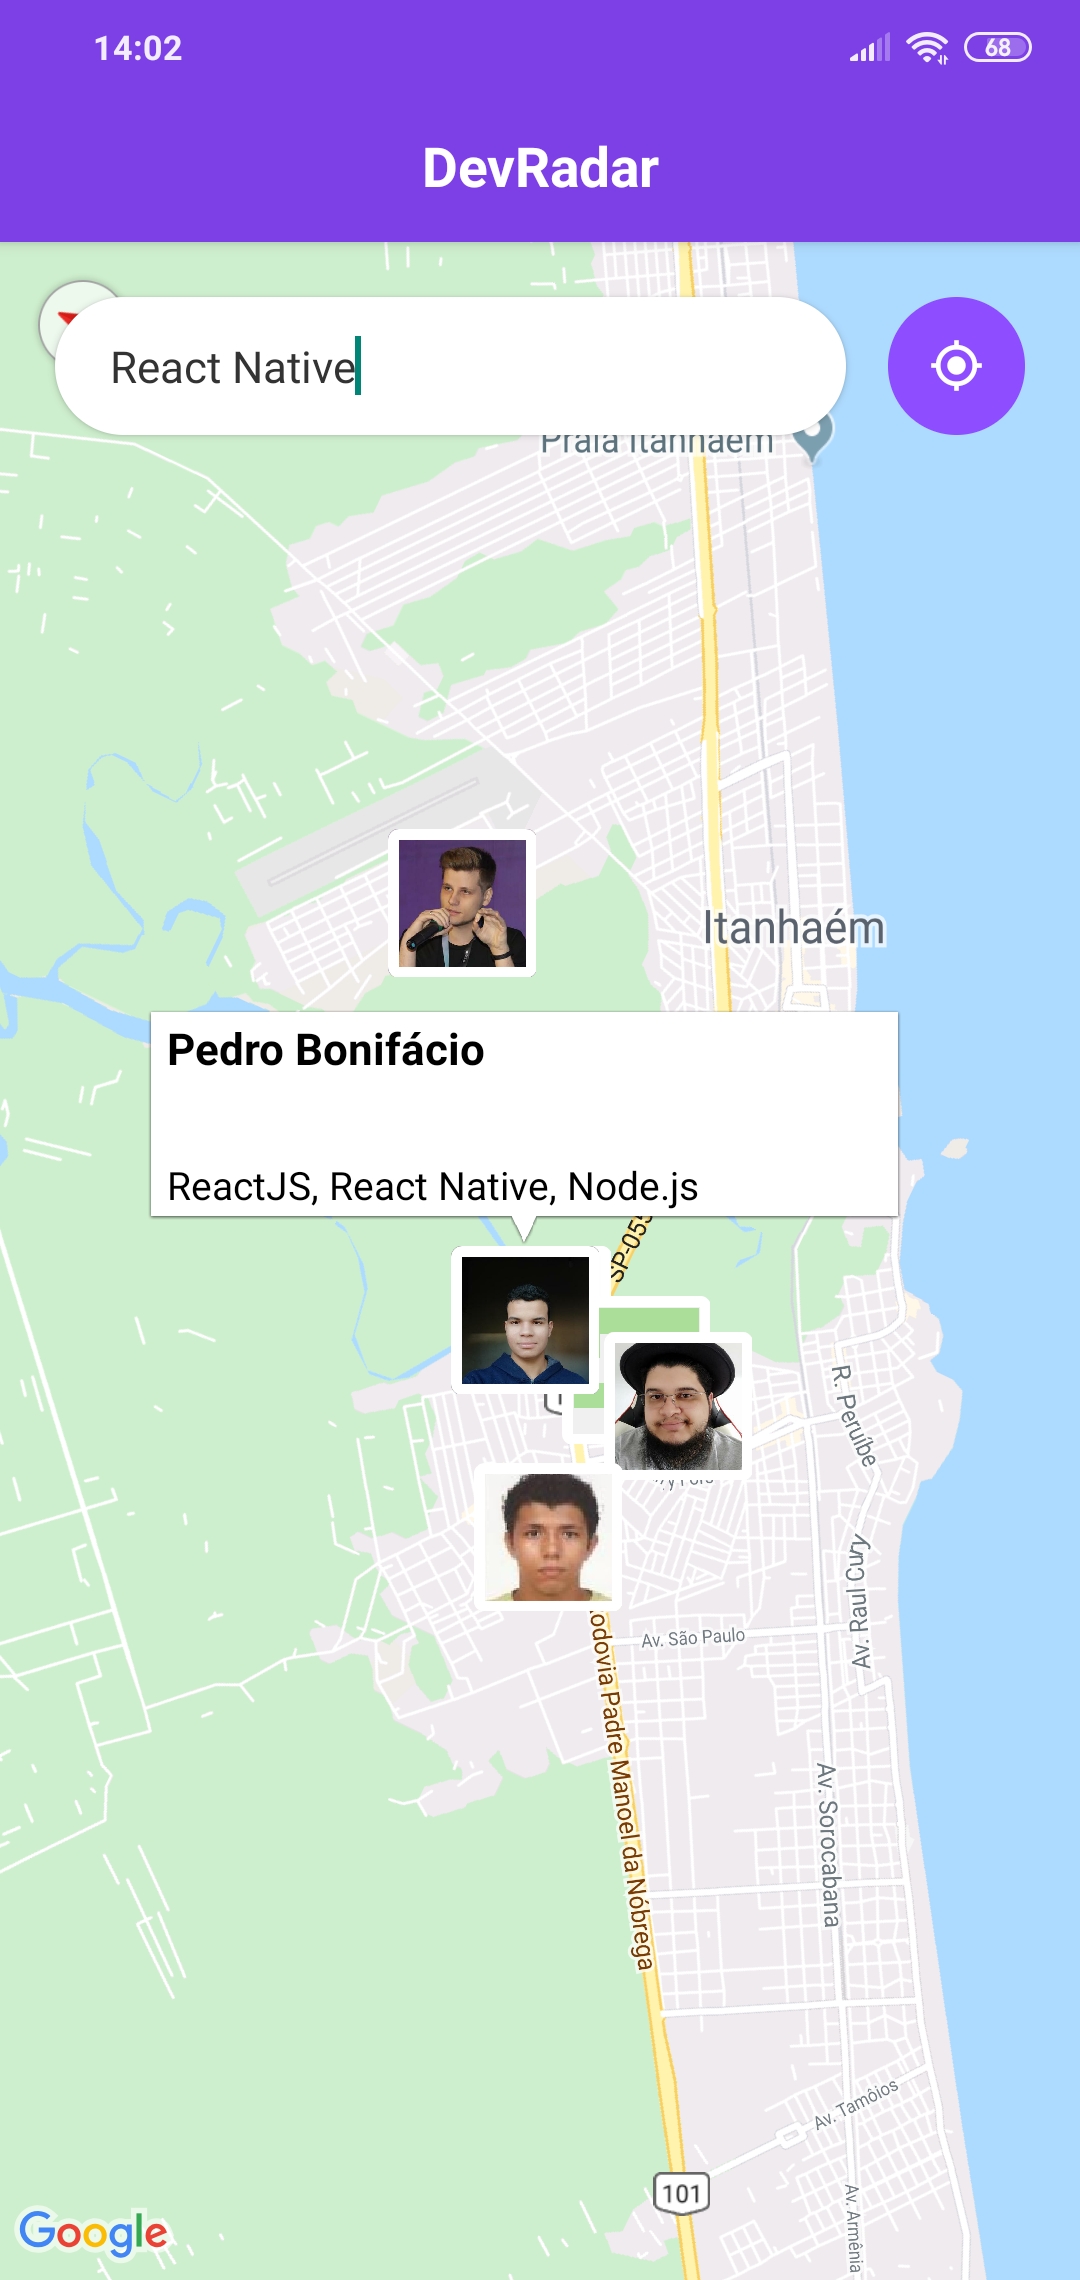 14:02
68
DevRadar
React Native
Praia Itanhaém
Itanhaém
Pedro Bonifácio
ReactJS, React Native, Node.js
SP-055
R. Peruíbe
Av. Raul Cury
Av. São Paulo
Rodovia Padre Manoel da Nóbrega
Av. Sorocabana
Av. Tamôios
101
Av. Armênia
Google